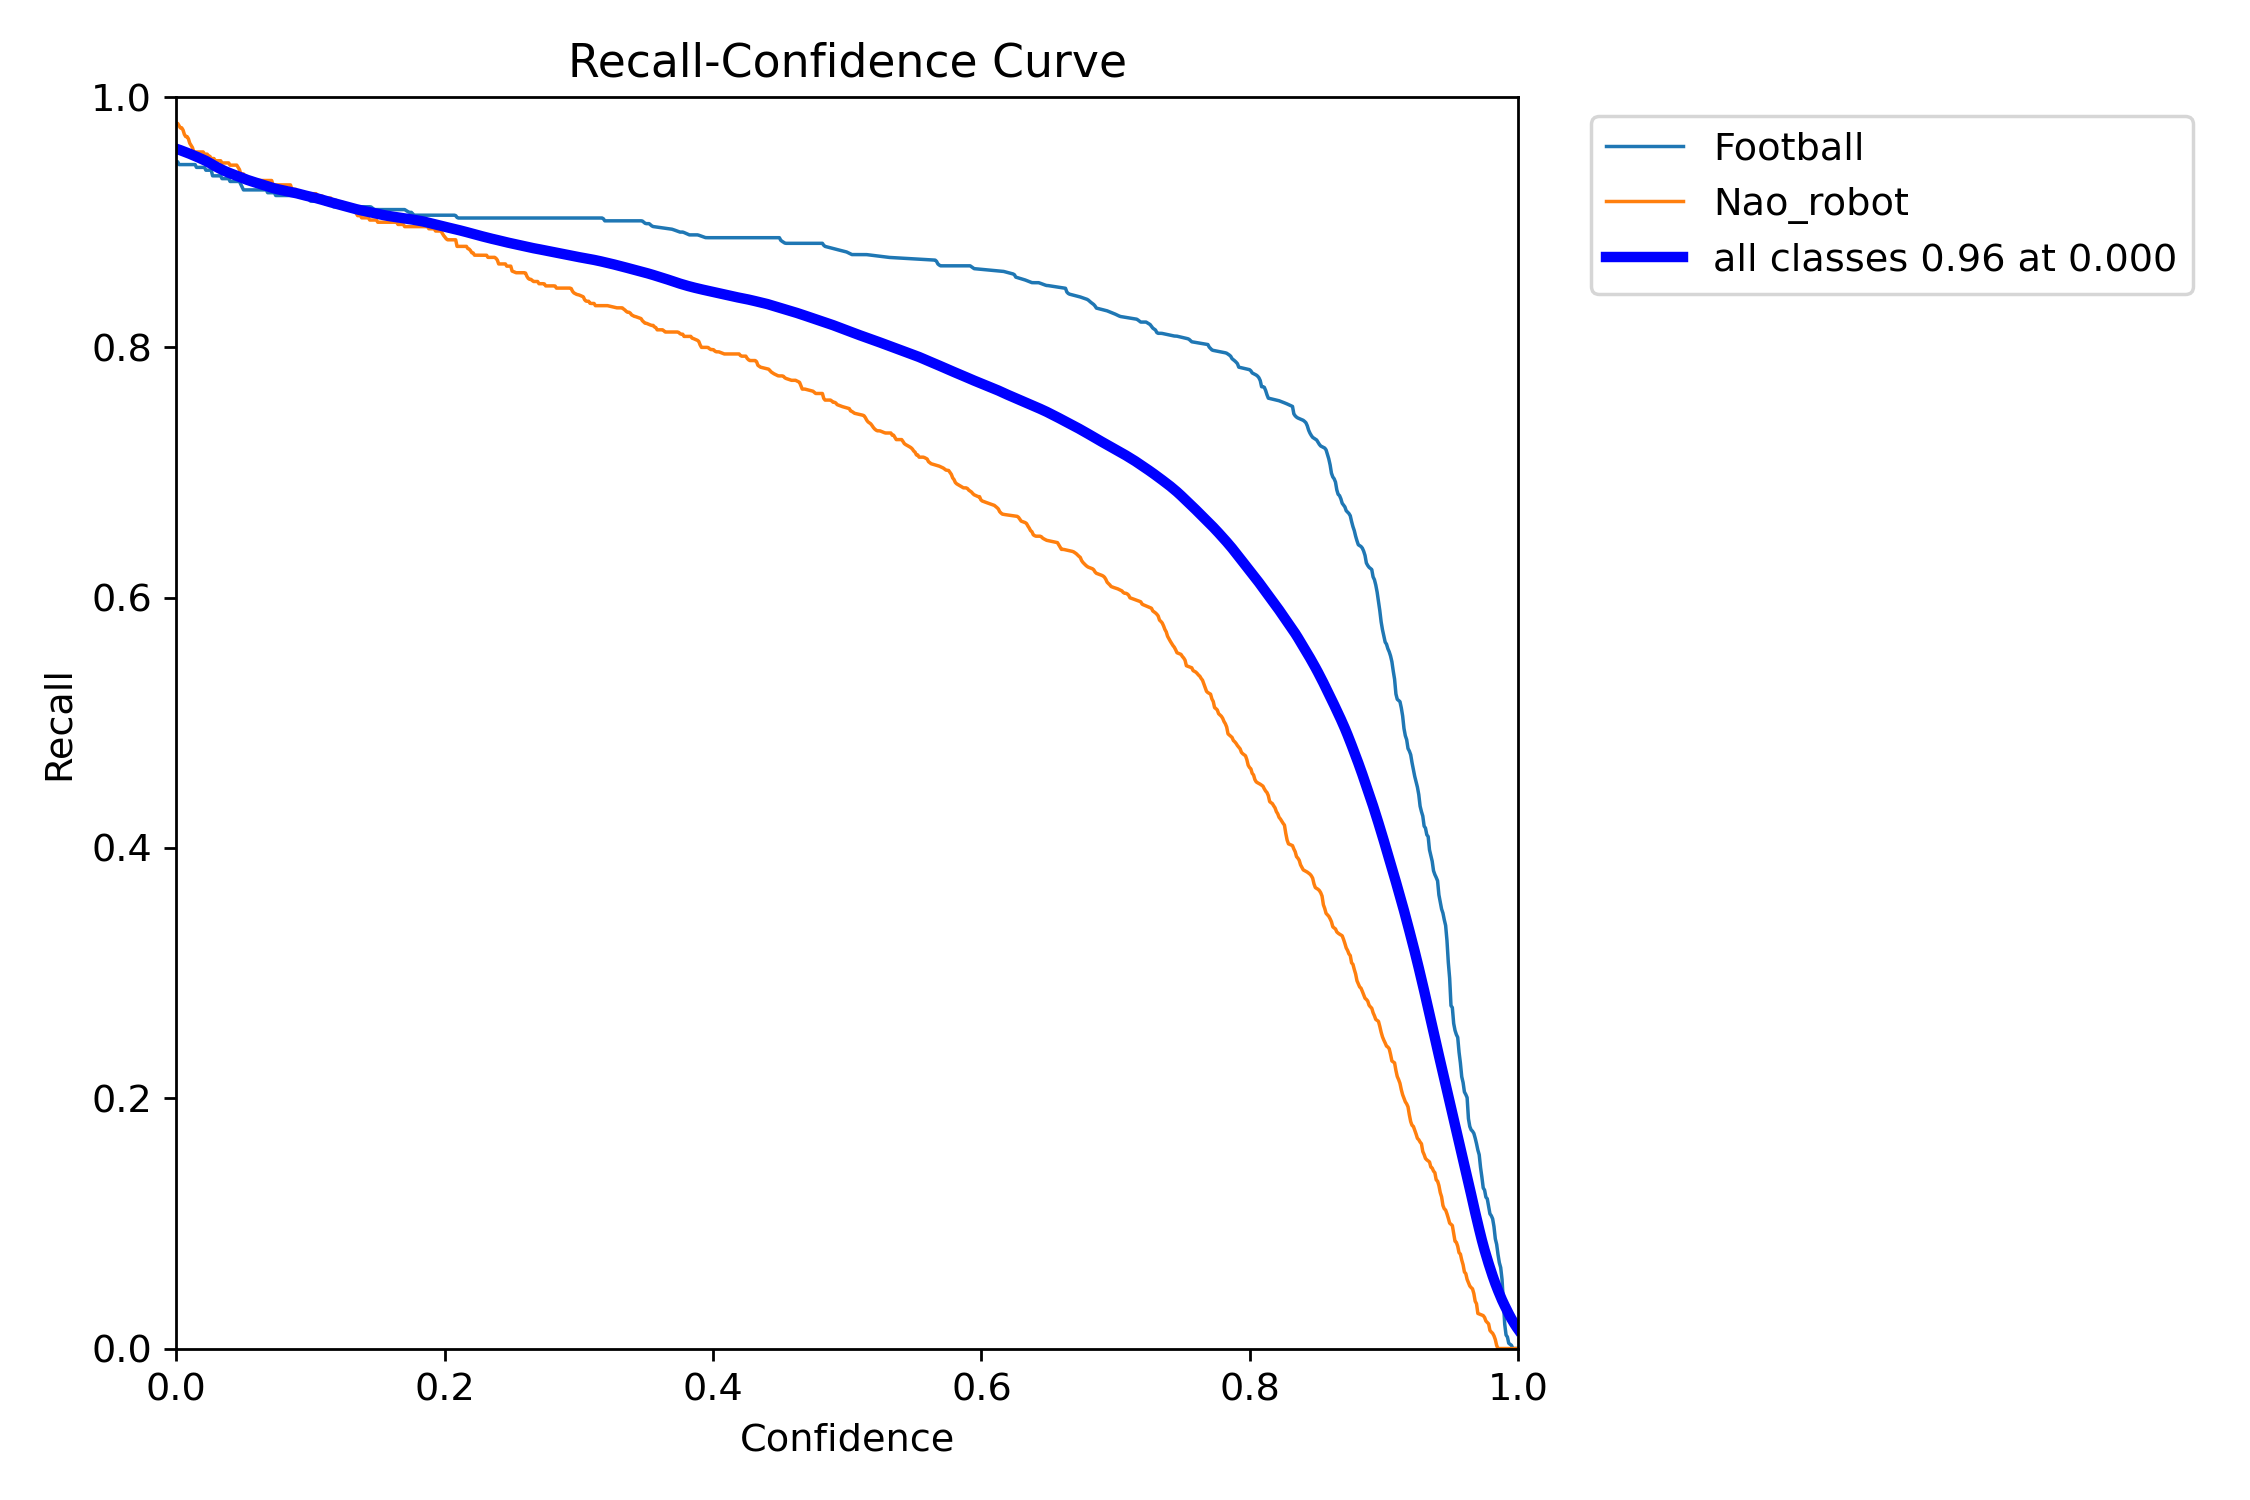 Recall-Confidence Curve
1.0
0.8
0.6
0.4
0.2
0.0
Recall
0.0 0.2 0.4 0.6 0.8 1.0
Confidence
Football
Nao_robot
all classes 0.96 at 0.000